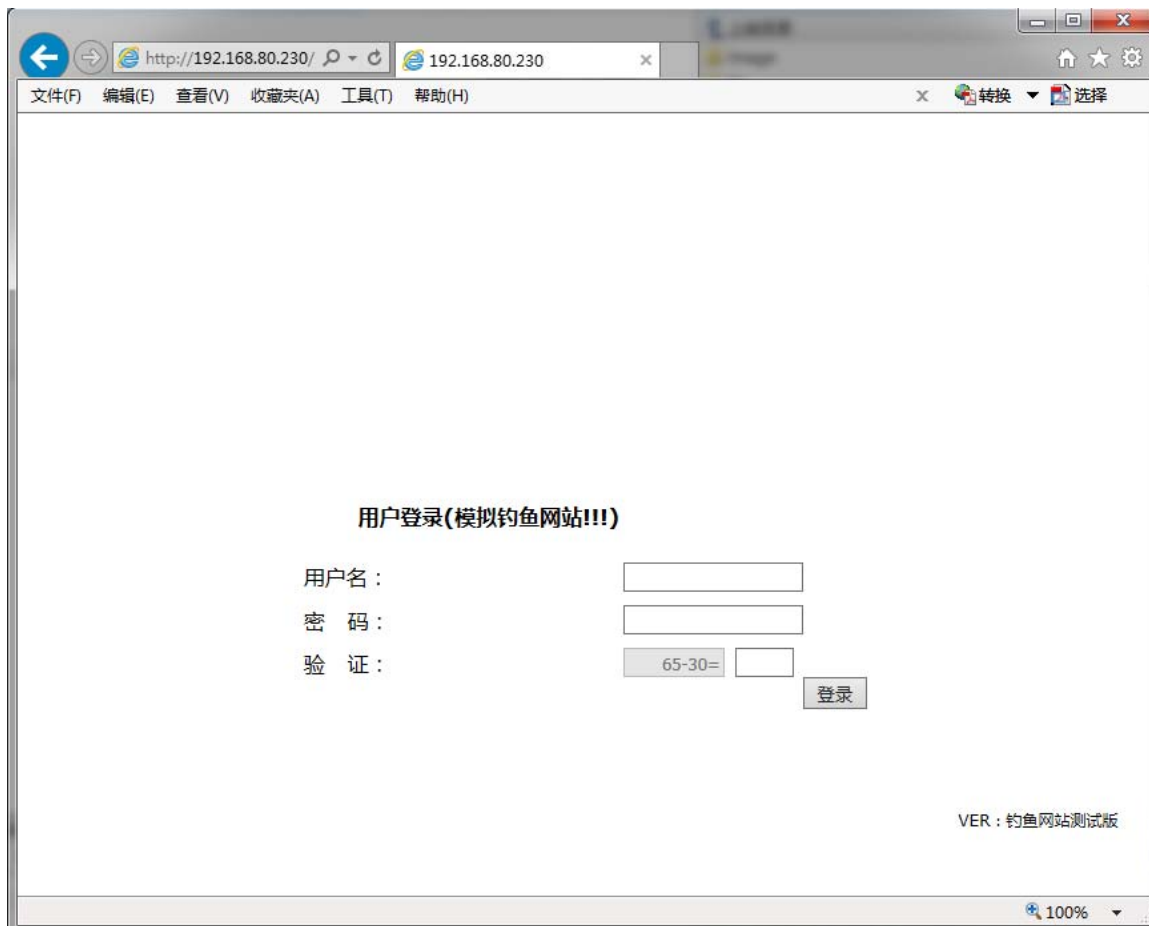 http://192.168.80.230/
192.168.80.230
文件(F) 编辑(E) 查看(V) 收藏夹(A) 工具(T) 帮助(H) x 转换 选择
用户登录(模拟钓鱼网站!!!)
用户名：
密 码：
验 证： 65-30=
登录
VER：钓鱼网站测试版
100%